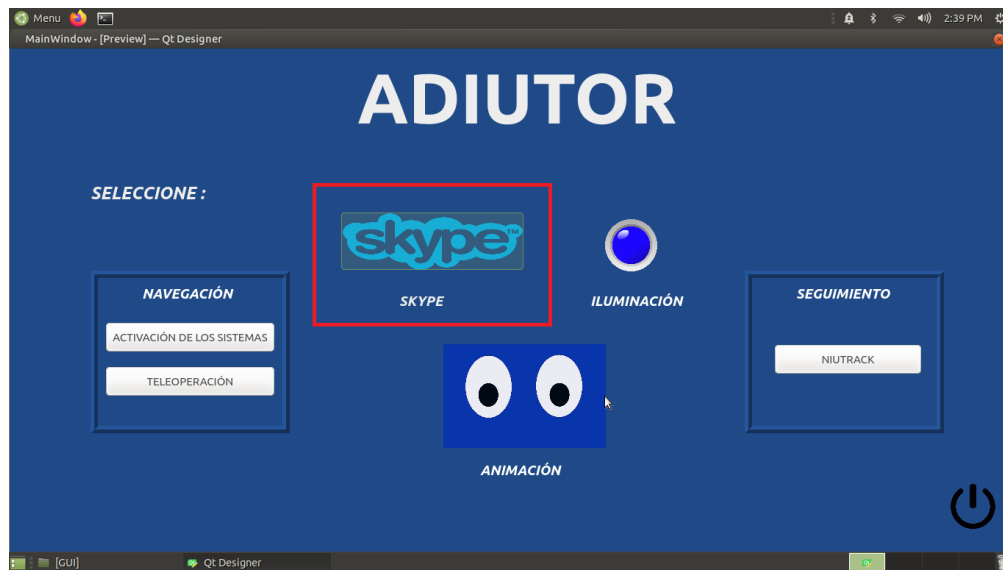 Menu
2:39 PM
MainWindow - [Preview] — Qt Designer
ADIUTOR
SELECCIONE :
skype™
SKYPE
ILUMINACIÓN
NAVEGACIÓN
ACTIVACIÓN DE LOS SISTEMAS
TELEOPERACIÓN
SEGUIMIENTO
NIUTRACK
ANIMACIÓN
[GUI]
Qt Designer